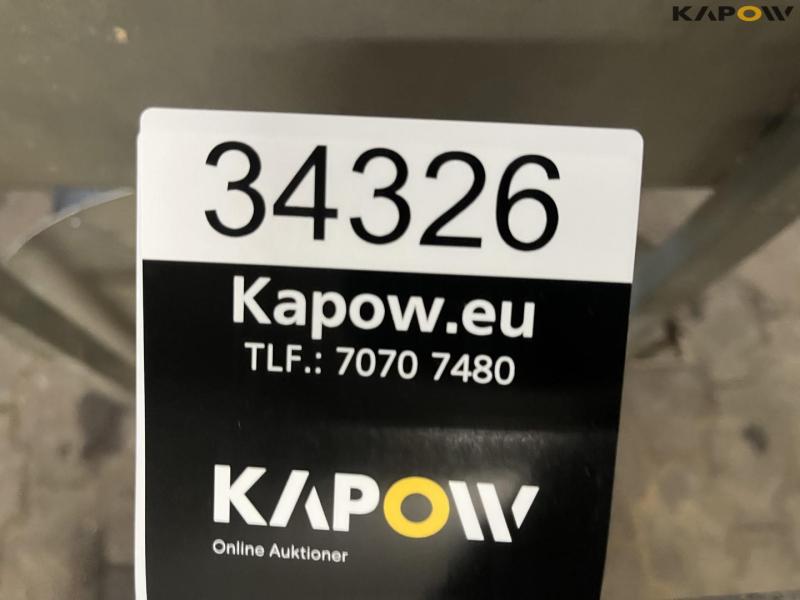 KAPOW
34326
Kapow.eu
TLF.: 7070 7480
KAPOW
Online Auktioner